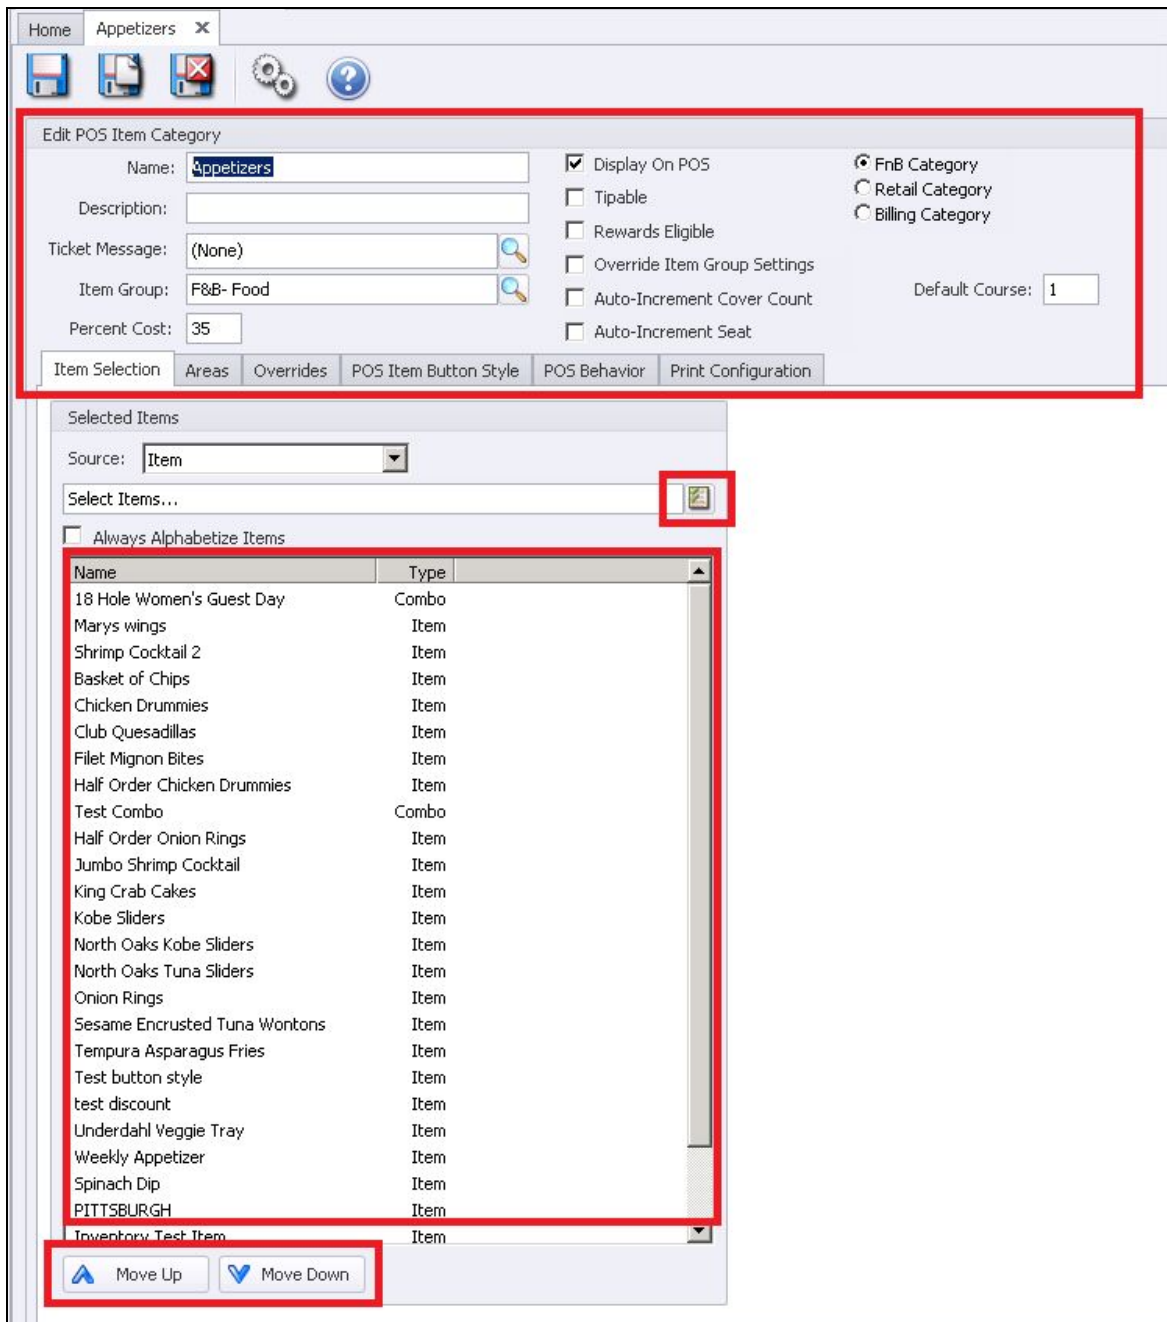 Home Appetizers X
Edit POS Item Category
Name: Appetizers
Description:
Ticket Message: (None)
Item Group: F&B- Food
Percent Cost: 35
Display On POS
Tipable
Rewards Eligible
Override Item Group Settings
Auto-Increment Cover Count
Auto-Increment Seat
FnB Category
Retail Category
Billing Category
Default Course: 1
Item Selection Areas Overrides POS Item Button Style POS Behavior Print Configuration
Selected Items
Source: Item
Select Items...
Always Alphabetize Items
Name Type
18 Hole Women's Guest Day Combo
Marys wings Item
Shrimp Cocktail 2 Item
Basket of Chips Item
Chicken Drummies Item
Club Quesadillas Item
Filet Mignon Bites Item
Half Order Chicken Drummies Item
Test Combo Combo
Half Order Onion Rings Item
Jumbo Shrimp Cocktail Item
King Crab Cakes Item
Kobe Sliders Item
North Oaks Kobe Sliders Item
North Oaks Tuna Sliders Item
Onion Rings Item
Sesame Encrusted Tuna Wontons Item
Tempura Asparagus Fries Item
Test button style Item
test discount Item
Underdahl Veggie Tray Item
Weekly Appetizer Item
Spinach Dip Item
PITTSBURGH Item
Inventory Test Item Item
Move Up Move Down